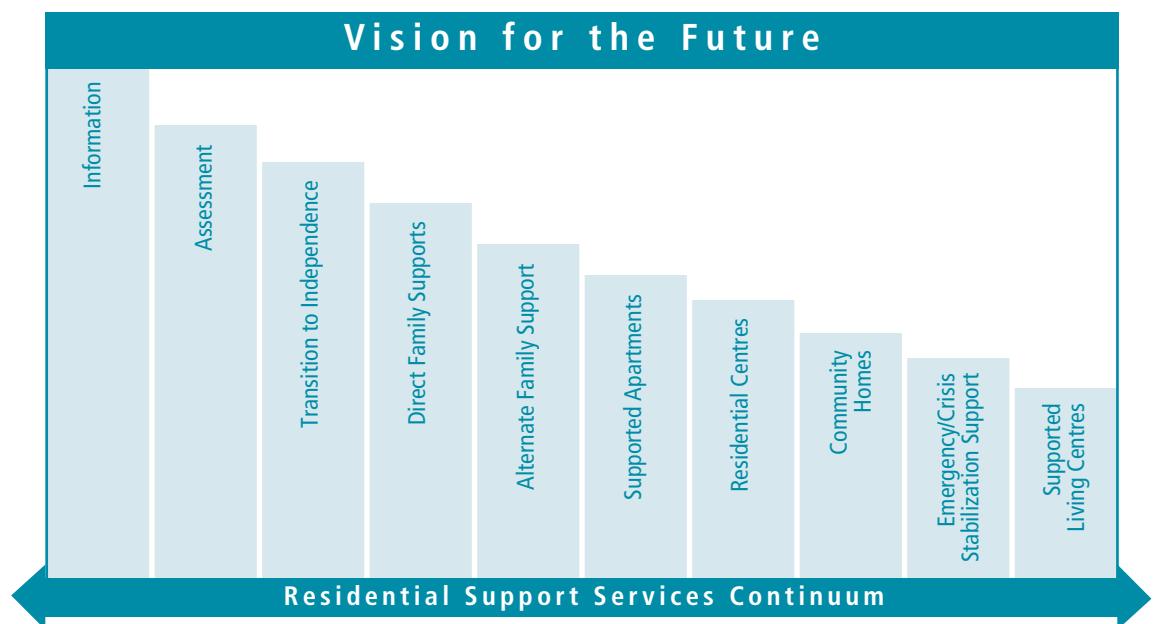 Vision for the Future
Information
Assessment
Transition to Independence
Direct Family Supports
Alternate Family Support
Supported Apartments
Residential Centres
Community
Homes
Emergency/Crisis
Stabilization Support
Supported
Living Centres
Residential Support Services Continuum